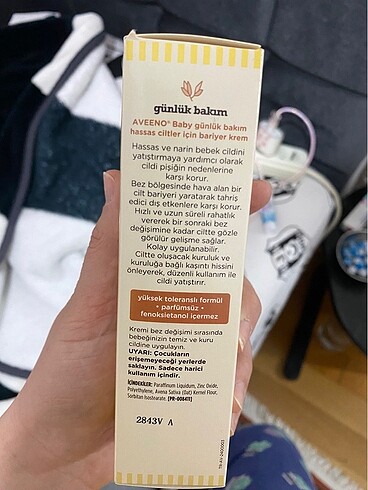 günlük bakım
AVEENO® Baby günlük bakım
hassas ciltler için bariyer krem
Hassas ve narin bebek cildini
yatıştırmaya yardımcı olarak
cildi pişiğin nedenlerine
karşı korur.
Bez bölgesinde hava alan bir
cilt bariyeri yaratarak tahriş
edici dış etkenlere karşı korur.
Hızlı ve uzun süreli rahatlık
vererek bir sonraki bez
değişimine kadar ciltte gözle
görülür gelişme sağlar.
Kolay uygulanabilir.
Ciltte oluşacak kuruluk ve
kuruluğa bağlı kaşıntı hissini
önleyerek, düzenli kullanım ile
cildi yatıştırır.
yüksek toleranslı formül
• parfümsüz •
fenoksietanol içermez
Kremi bez değişimi sırasında
bebeğinizin temiz ve kuru
cildine uygulayın.
UYARI: Çocukların
erişemeyeceği yerlerde
saklayın. Sadece harici
kullanım içindir.
İÇİNDEKİLER: Paraffinum Liquidum, Zinc Oxide,
Polyethylene, Avena Sativa (Oat) Kernel Flour,
Sorbitan Isostearate. [PR-008411]
2843V A